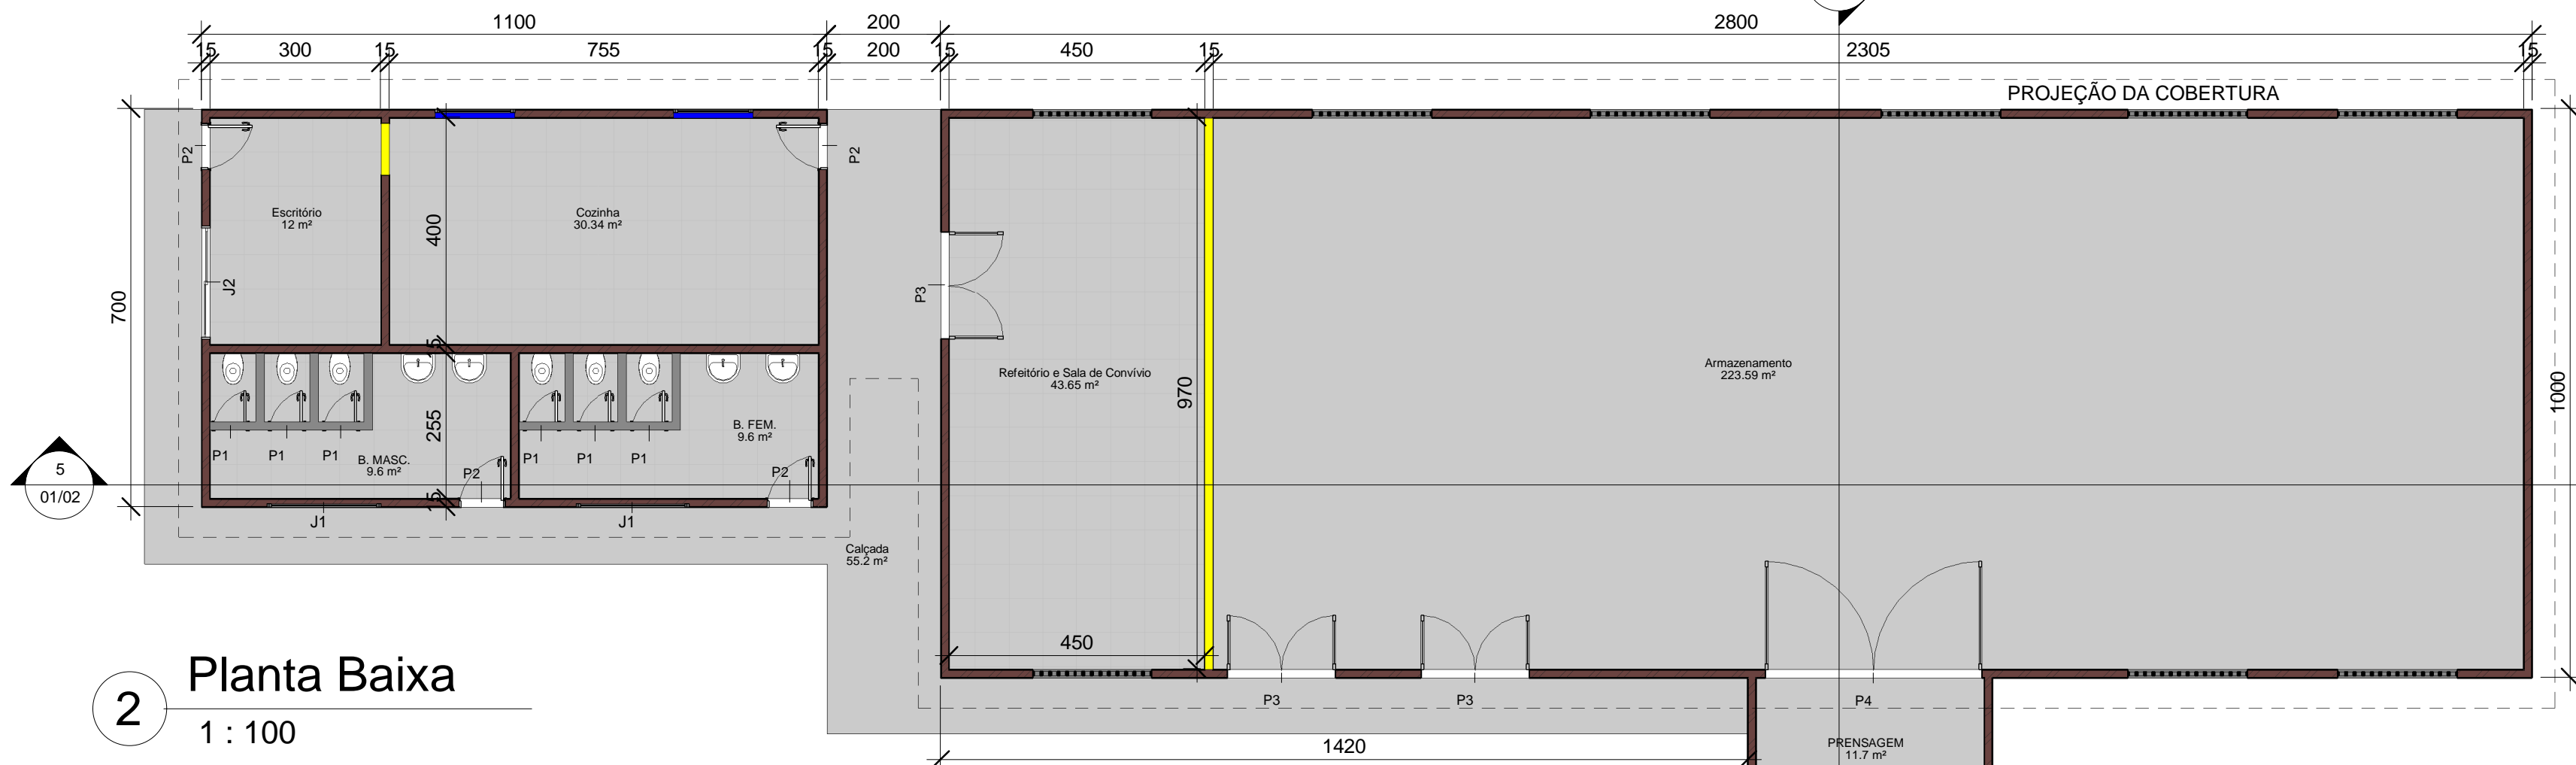 1100
200
2800
15
300
15
755
15
200
15
450
15
2305
15
PROJEÇÃO DA COBERTURA
P2
P2
Escritório
12 m²
Cozinha
30.34 m²
400
J2
700
P3
15
Refeitório e Sala de Convívio
43.65 m²
970
Armazenamento
223.59 m²
1000
255
B. FEM.
9.6 m²
P1
P1
P1
B. MASC.
9.6 m²
P2
P1
P1
P1
P2
5
01/02
15
J1
J1
Calçada
55.2 m²
450
P3
P3
P4
Planta Baixa
2
1 : 100
1420
PRENSAGEM
11.7 m²